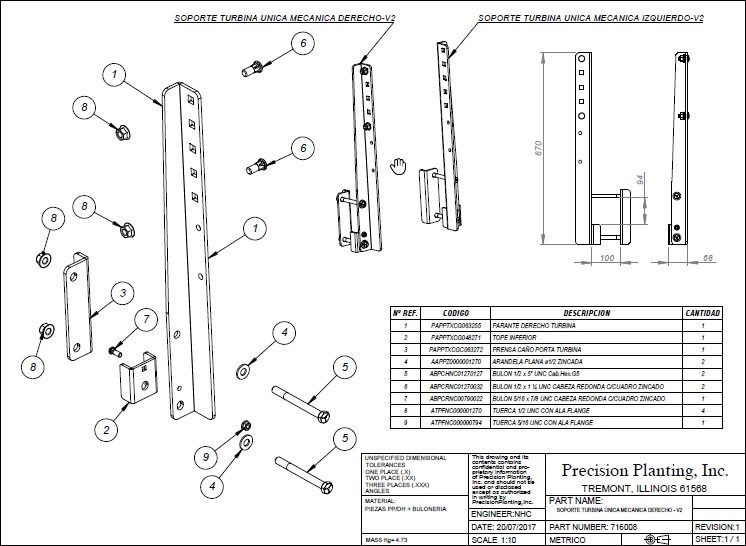 SOPORTE TURBINA UNICA MECANICA DERECHO-V2
SOPORTE TURBINA UNICA MECANICA IZQUIERDO-V2
6
1
8
6
8
1
8
3
7
4
8
5
2
9
4
5
670
94
100
68
Nº REF. CODIGO DESCRIPCION CANTIDAD
1 PAPPTXCG063255 PARANTE DERECHO TURBINA 1
2 PAPPTXCG048271 TOPE INFERIOR 1
3 PAPPTXCGC063272 PRENSA CAÑO PORTA TURBINA 1
4 AAPPZ0000001270 ARANDELA PLANA ø1/2 ZINCADA 2
5 ABPCHNC01270127 BULON 1/2 x 5" UNC Cab.Hex.G5 2
6 ABPCRNC01270032 BULON 1/2 x 1 ¼ UNC CABEZA REDONDA C/CUADRO ZINCADO 2
7 ABPCRNC00790022 BULON 5/16 x 7/8 UNC CABEZA REDONDA C/CUADRO ZINCADO 1
8 ATPFNC000001270 TUERCA 1/2 UNC CON ALA FLANGE 4
9 ATPFNC000000794 TUERCA 5/16 UNC CON ALA FLANGE 1
UNSPECIFIED DIMENSIONAL
TOLERANCES
ONE PLACE (.X)
TWO PLACE (.XX)
THREE PLACES (.XXX)
ANGLES
MATERIAL:
PIEZAS PP/DH + BULONERIA
MASS Kg= 4.73
This drawing and its
contents contains
confidential and pro-
prietary information
of Precision Planting,
Inc. and should not be
used or disclosed
except as authorized
in writing by
PrecisionPlanting,Inc.
ENGINEER:NHC
DATE: 20/07/2017
SCALE 1:10
Precision Planting, Inc.
TREMONT, ILLINOIS 61568
PART NAME:
SOPORTE TURBINA ÚNICA MECANICA DERECHO - V2
PART NUMBER: 716008
REVISION:1
METRICO
SHEET:1/ 1